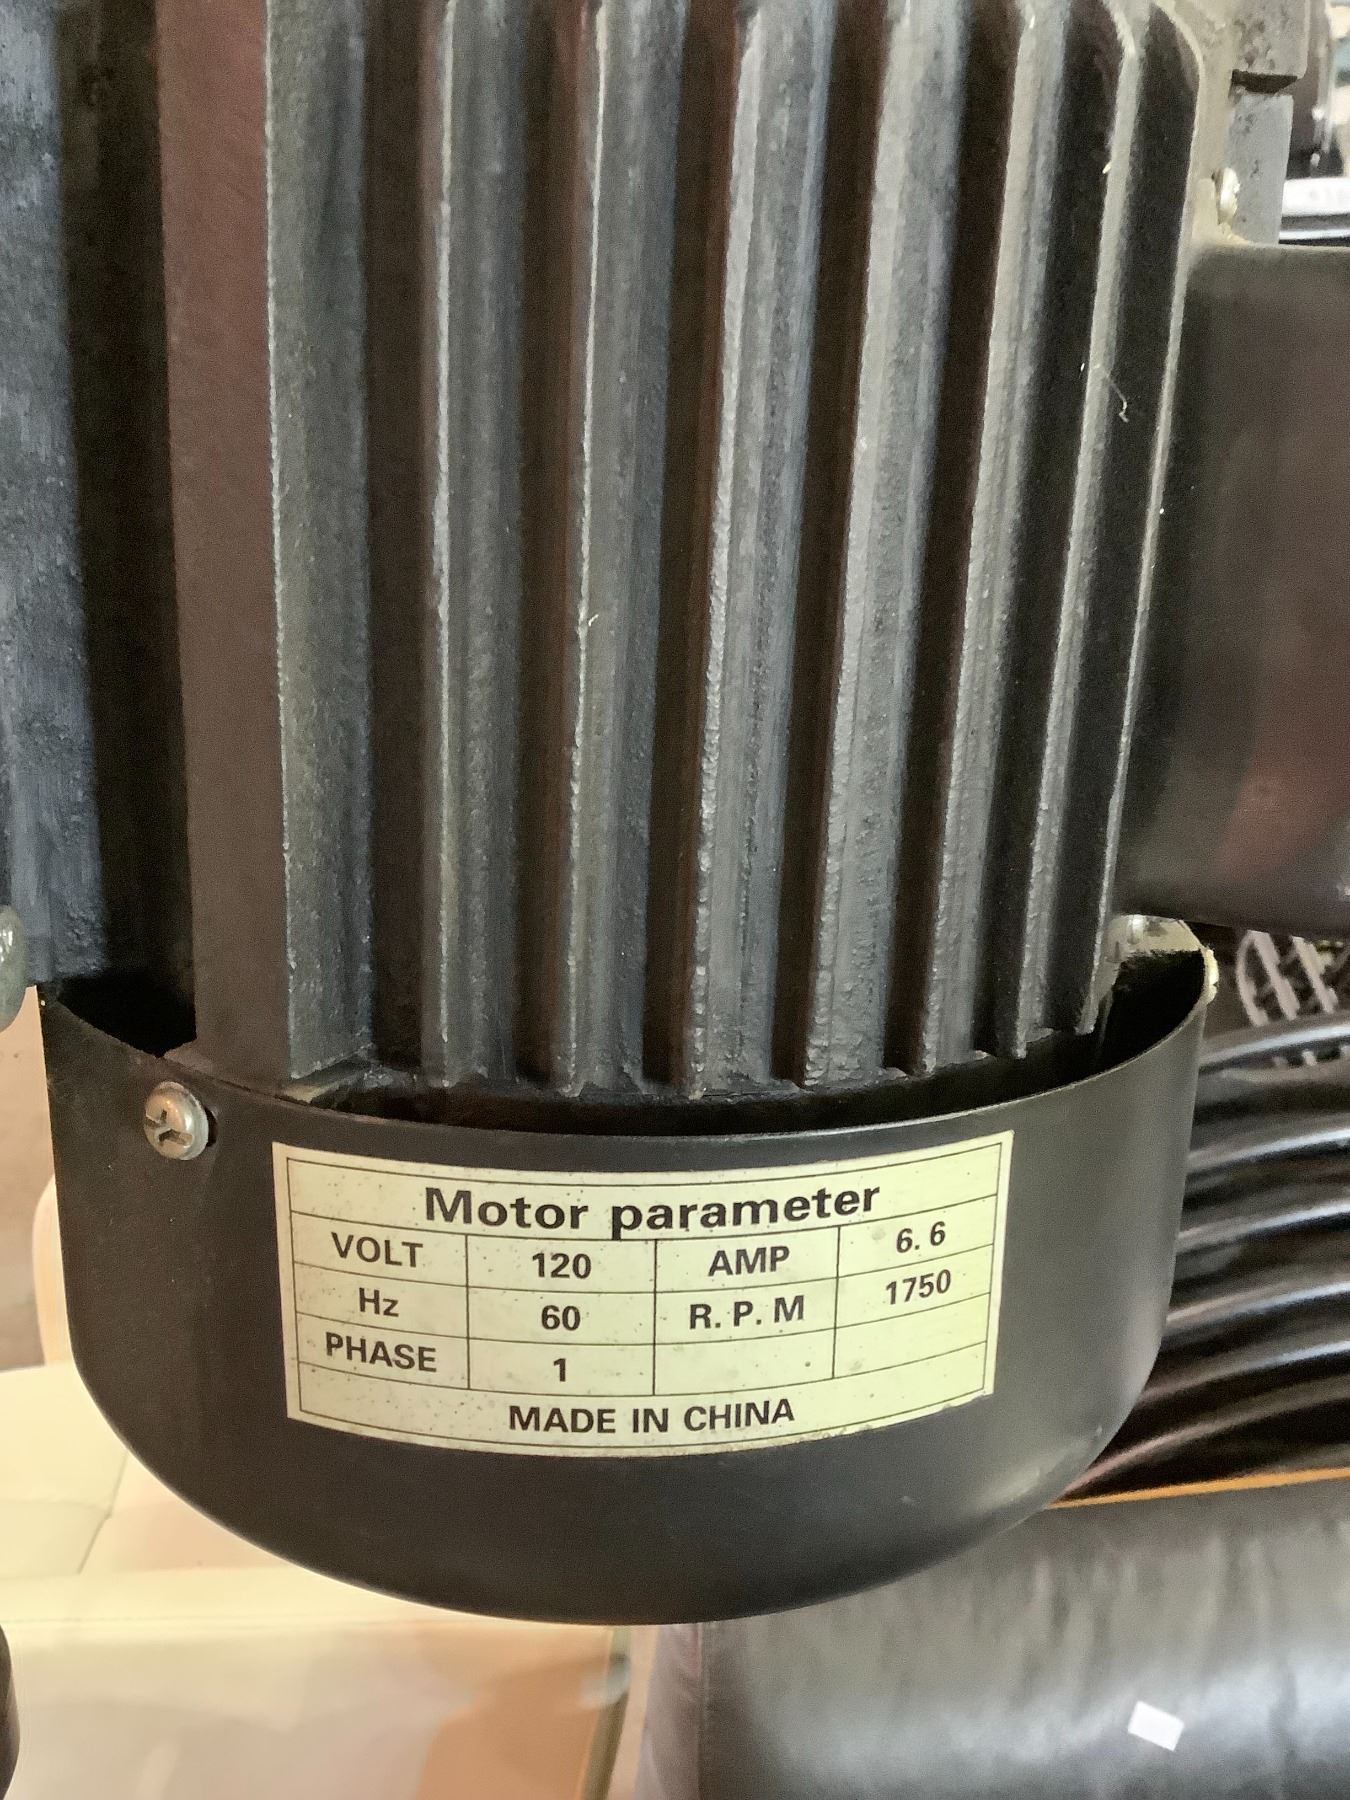 Motor parameter
VOLT 120 AMP 6.6
Hz 60 R.P.M 1750
PHASE 1
MADE IN CHINA